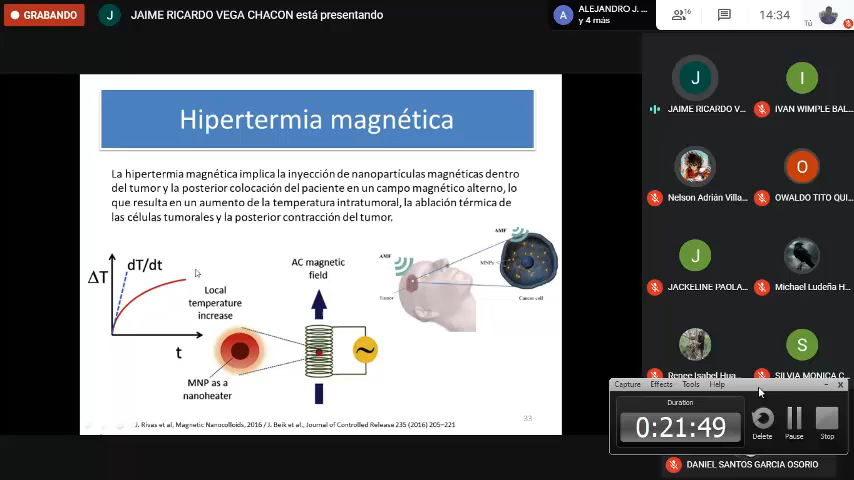 GRABANDO
J
JAIME RICARDO VEGA CHACON está presentando
A
ALEJANDRO J. ...
y 4 más
16
14:34
Tú
Hipertermia magnética
La hipertermia magnética implica la inyección de nanopartículas magnéticas dentro
del tumor y la posterior colocación del paciente en un campo magnético alterno, lo
que resulta en un aumento de la temperatura intratumoral, la ablación térmica de
las células tumorales y la posterior contracción del tumor.
ΔT
dT/dt
t
Local
temperature
increase
MNP as a
nanoheater
AC magnetic
field
AMF
Tumor
AMF
MNPs
Cancer cell
33
J. Rivas et al, Magnetic Nanocolloids, 2016 / J. Beik et al., Journal of Controlled Release 235 (2016) 205–221
J
JAIME RICARDO V...
I
IVAN WIMPLE BAL...
Nelson Adrián Villa...
O
OWALDO TITO QUI...
J
JACKELINE PAOLA...
Michael Ludeña H...
Renee Isabel Hua...
S
SILVIA MONICA C...
Capture Effects Tools Help
Duration
0:21:49
Delete Pause Stop
DANIEL SANTOS GARCIA OSORIO